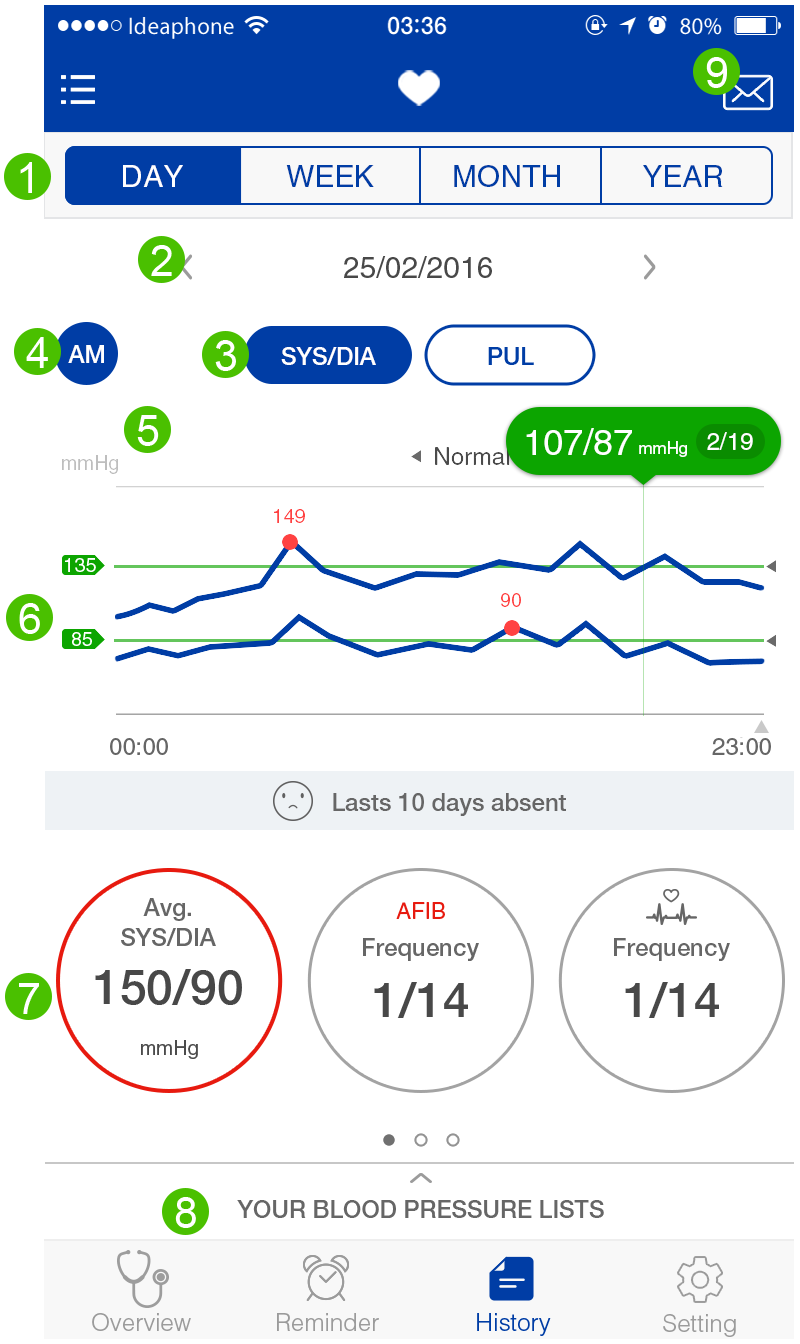 Ideaphone 03:36 80%
9
1 DAY WEEK MONTH YEAR
2 25/02/2016
4 AM 3 SYS/DIA PUL
5
107/87 mmHg 2/19
mmHg Normal
149
135
90
6
85
00:00 23:00
Lasts 10 days absent
Avg.
SYS/DIA
150/90
mmHg
7
AFIB
Frequency
1/14
Frequency
1/14
8 YOUR BLOOD PRESSURE LISTS
Overview Reminder History Setting